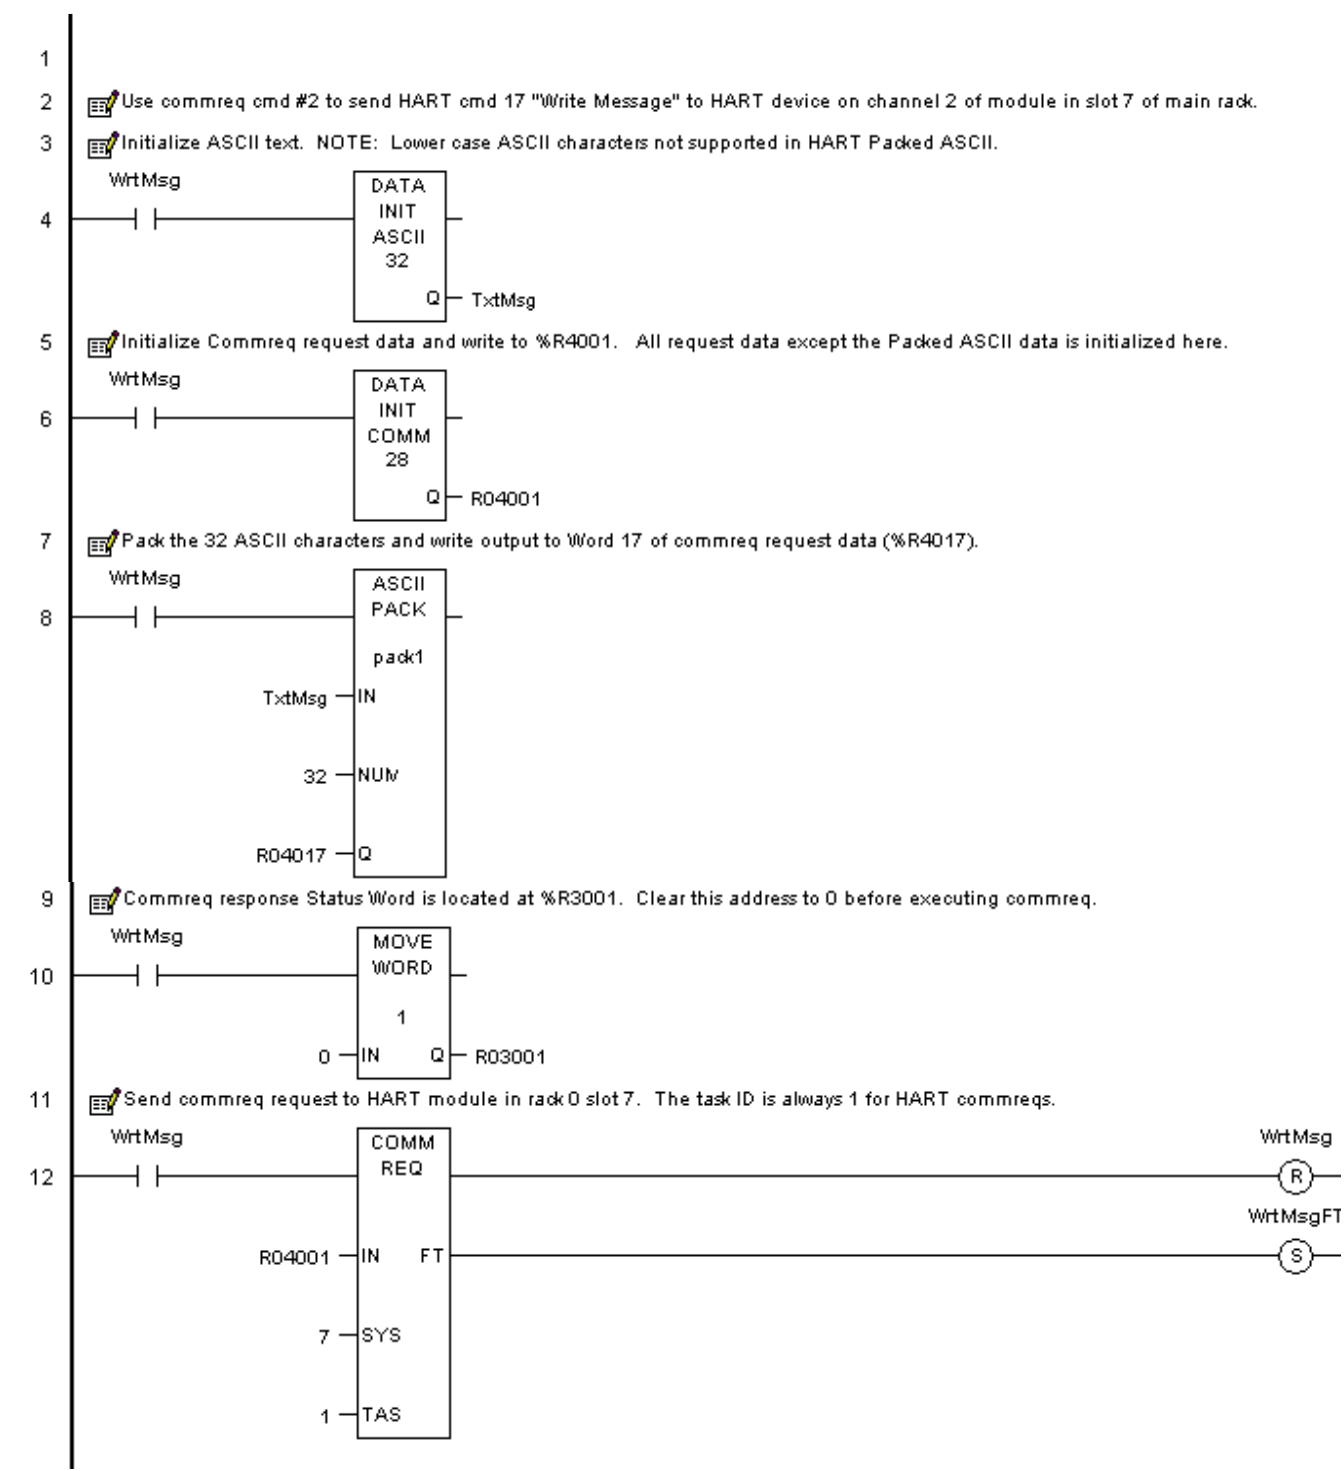 1
2 Use commreq cmd #2 to send HART cmd 17 "Write Message" to HART device on channel 2 of module in slot 7 of main rack.
3 Initialize ASCII text. NOTE: Lower case ASCII characters not supported in HART Packed ASCII.
WrtMsg
DATA
INIT
4
ASCII
32
Q TxtMsg
5 Initialize Commreq request data and write to %R4001. All request data except the Packed ASCII data is initialized here.
WrtMsg
DATA
INIT
6
COMM
28
Q R04001
7 Pack the 32 ASCII characters and write output to Word 17 of commreq request data (%R4017).
WrtMsg
ASCII
PACK
8
pack1
TxtMsg IN
32 NUM
R04017 Q
9 Commreq response Status Word is located at %R3001. Clear this address to 0 before executing commreq.
WrtMsg
MOVE
WORD
10
1
0 IN Q R03001
11 Send commreq request to HART module in rack 0 slot 7. The task ID is always 1 for HART commreqs.
WrtMsg
COMM
WrtMsg
REQ
12
R
WrtMsgFT
R04001 IN FT S
7 SYS
1 TAS